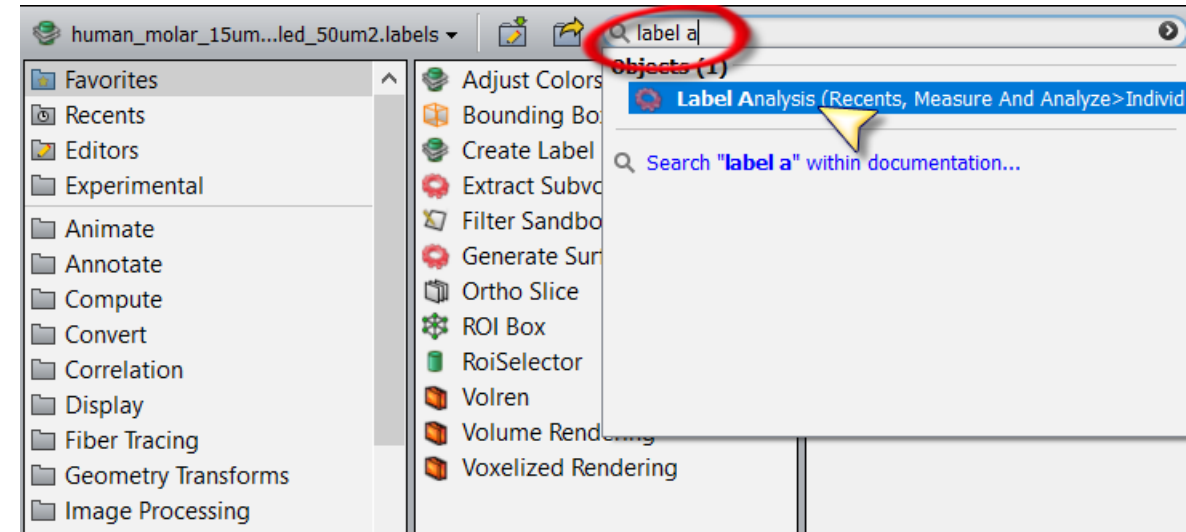 human_molar_15um...led_50um2.labels
label a
Favorites
Recents
Editors
Experimental
Animate
Annotate
Compute
Convert
Correlation
Display
Fiber Tracing
Geometry Transforms
Image Processing
Adjust Colors
Bounding Bo
Create Label
Extract Subvo
Filter Sandbo
Generate Surf
Ortho Slice
ROI Box
RoiSelector
Volren
Volume Rendering
Voxelized Rendering
Objects (1)
Label Analysis (Recents, Measure And Analyze>Individ
Search "label a" within documentation...